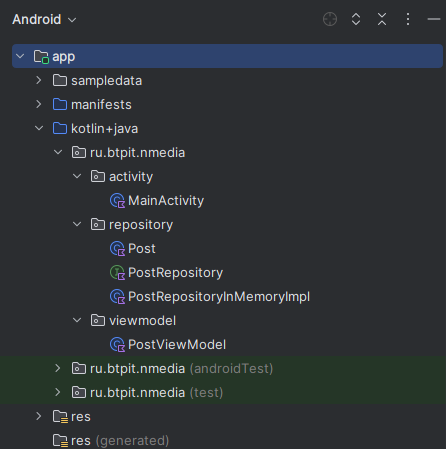 Android
app
sampledata
manifests
kotlin+java
ru.btpit.nmedia
activity
MainActivity
repository
Post
PostRepository
PostRepositoryInMemoryImpl
viewmodel
PostViewModel
ru.btpit.nmedia (androidTest)
ru.btpit.nmedia (test)
res
res (generated)